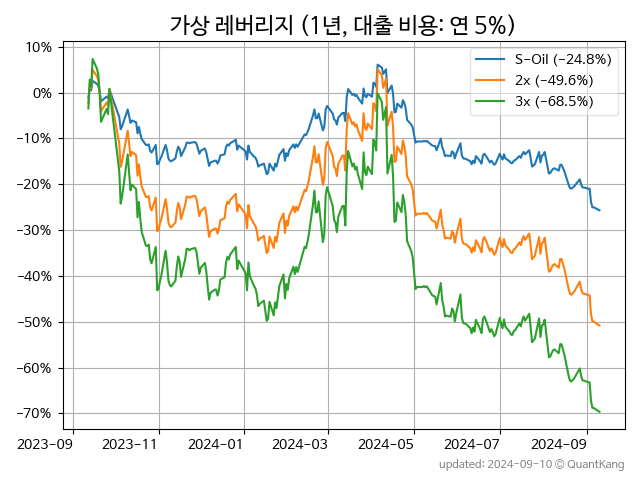 가상 레버리지 (1년, 대출 비용: 연 5%)
S-Oil (-24.8%)
2x (-49.6%)
3x (-68.5%)
10%
0%
-10%
-20%
-30%
-40%
-50%
-60%
-70%
2023-09 2023-11 2024-01 2024-03 2024-05 2024-07 2024-09
updated: 2024-09-10 ⓒ QuantKang